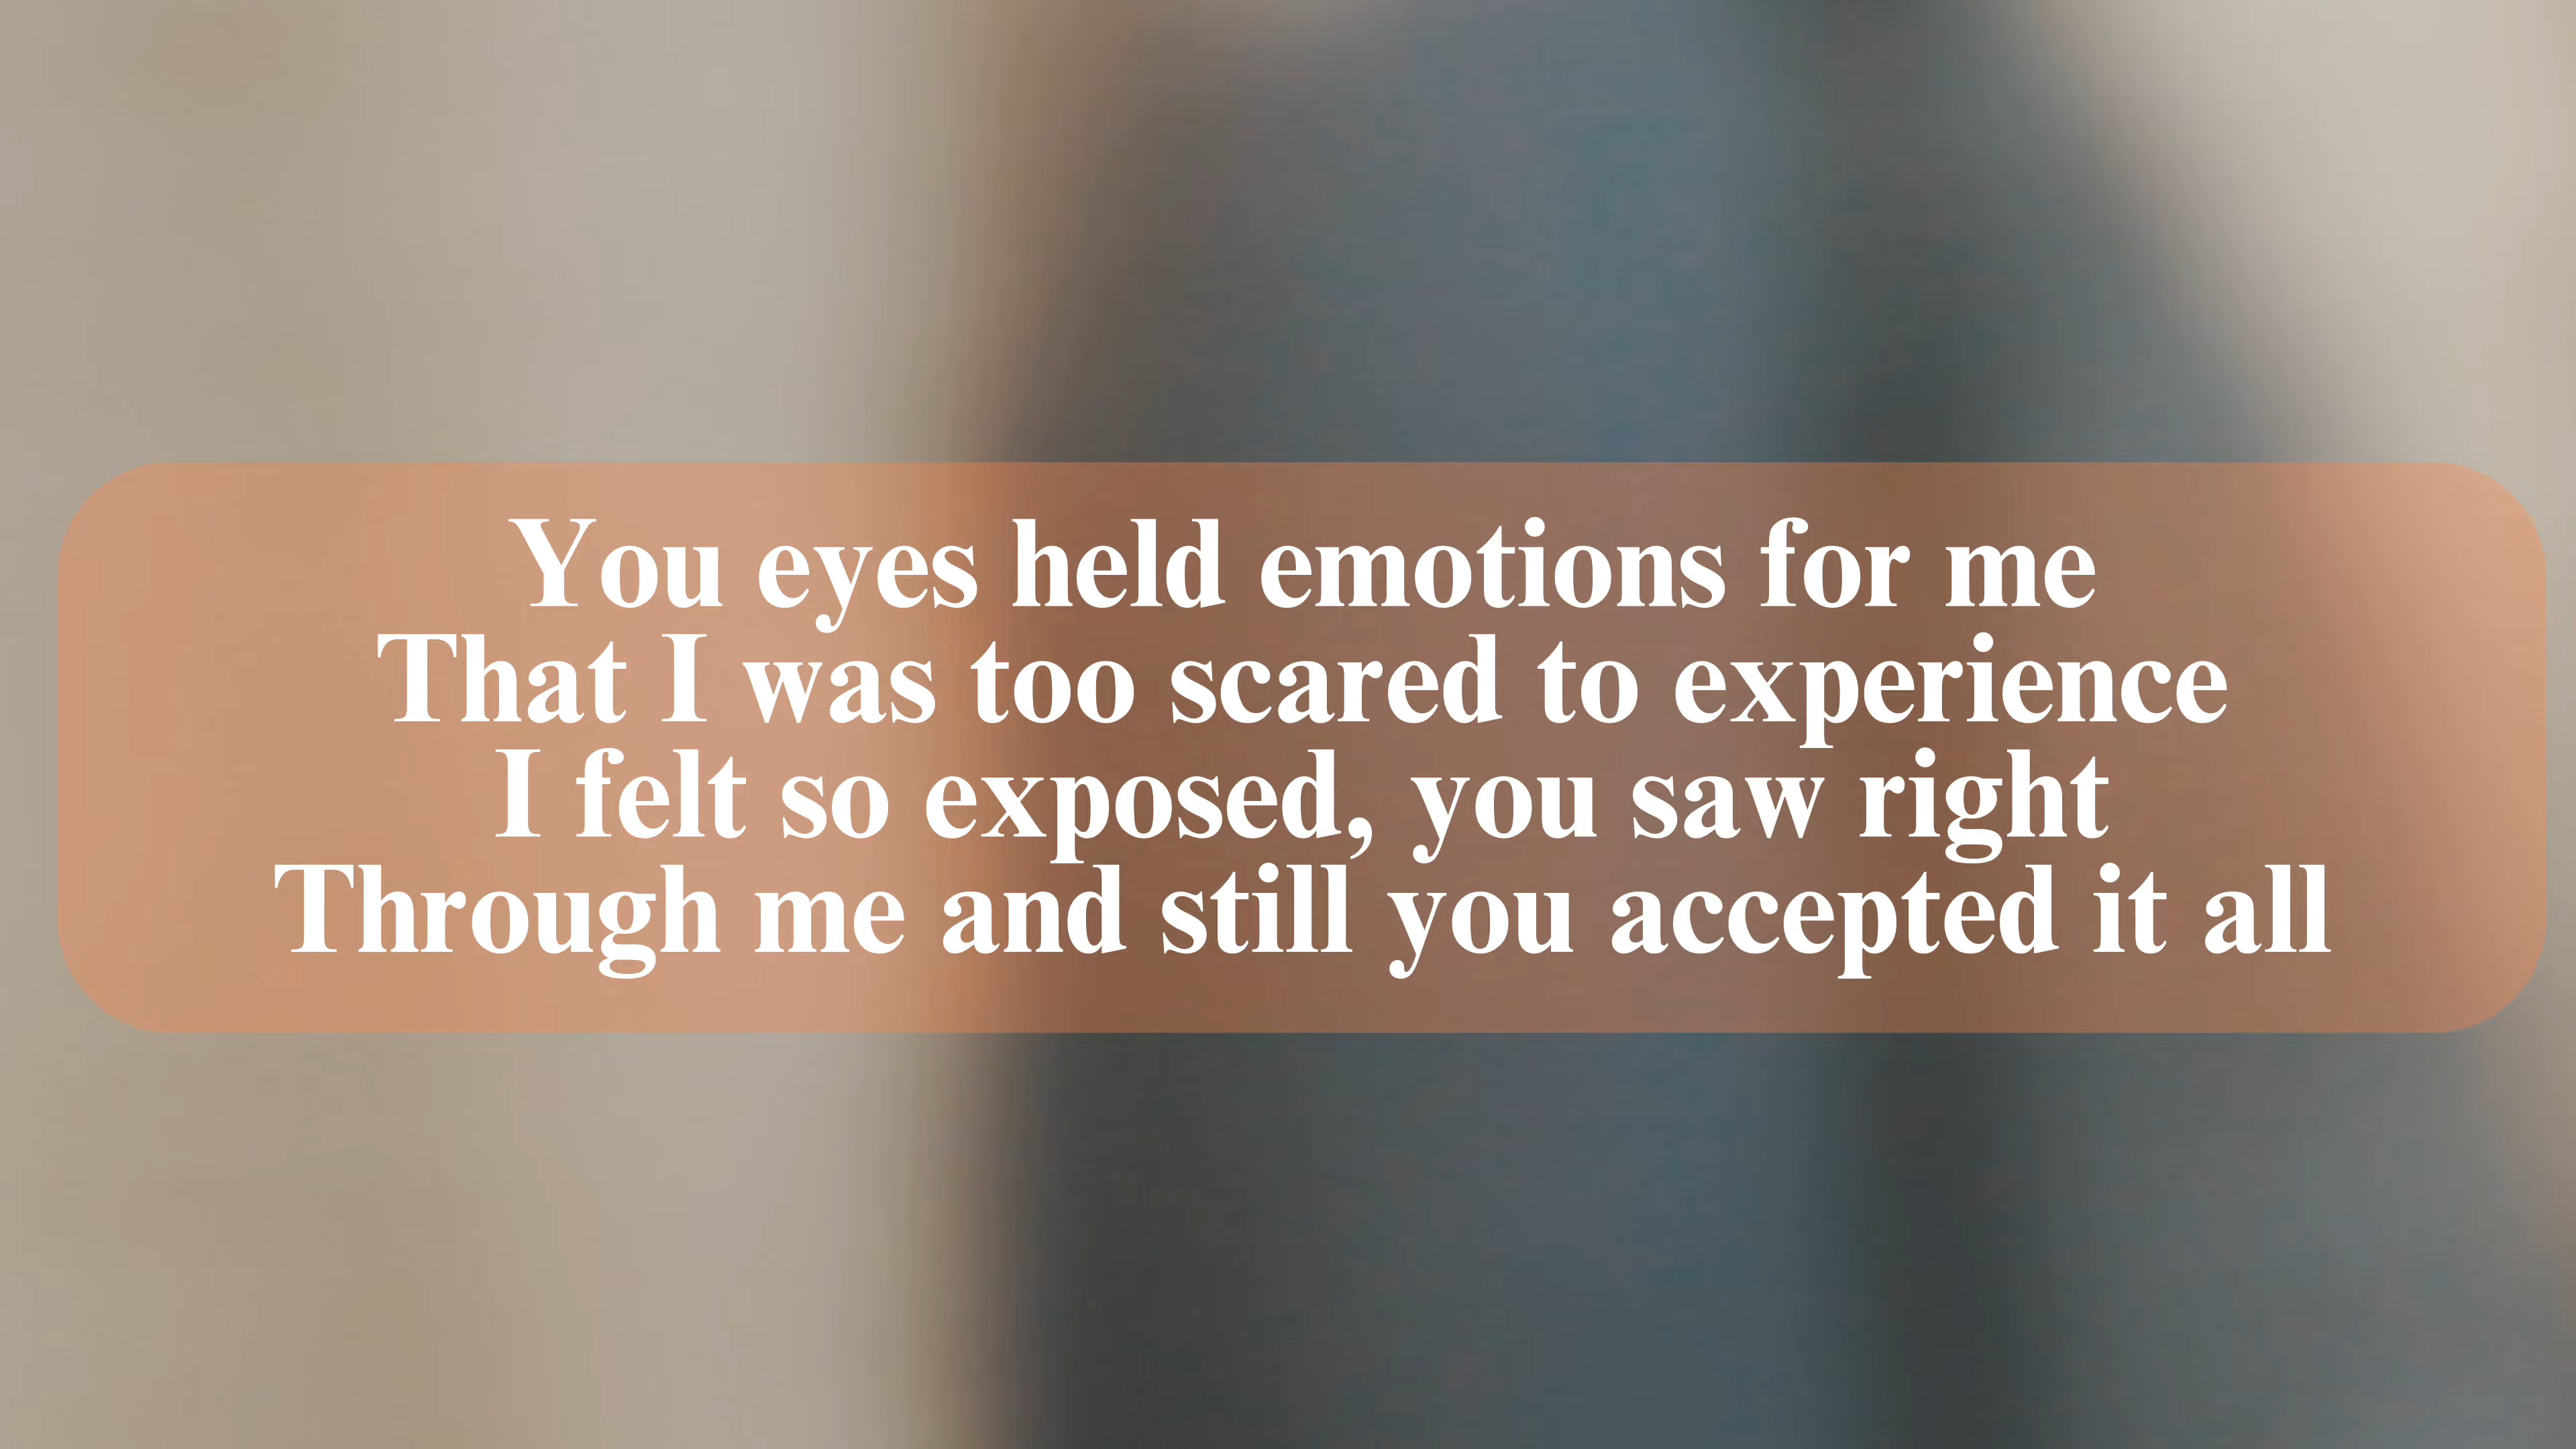 You eyes held emotions for me
That I was too scared to experience
I felt so exposed, you saw right
Through me and still you accepted it all